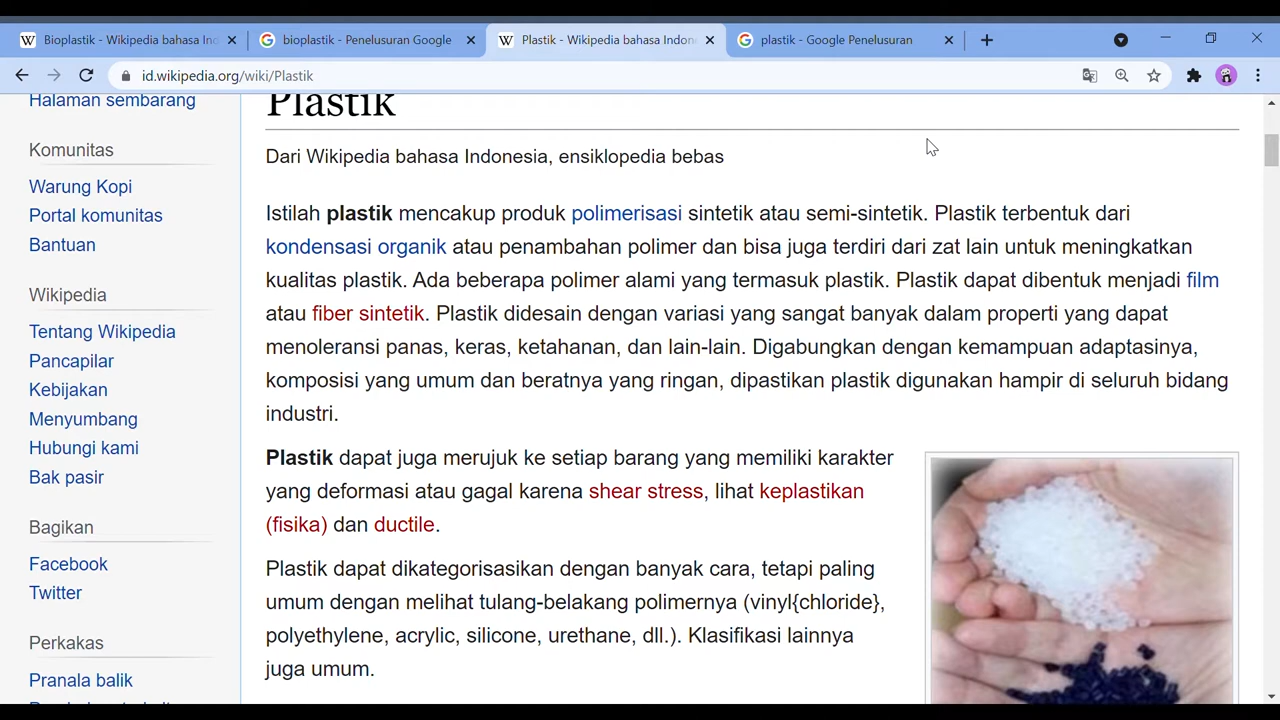 Bioplastik - Wikipedia bahasa Ind
bioplastik - Penelusuran Google
Plastik - Wikipedia bahasa Indon
plastik - Google Penelusuran
id.wikipedia.org/wiki/Plastik
Halaman sembarang
Komunitas
Warung Kopi
Portal komunitas
Bantuan
Wikipedia
Tentang Wikipedia
Pancapilar
Kebijakan
Menyumbang
Hubungi kami
Bak pasir
Bagikan
Facebook
Twitter
Perkakas
Pranala balik
Plastik
Dari Wikipedia bahasa Indonesia, ensiklopedia bebas
Istilah plastik mencakup produk polimerisasi sintetik atau semi-sintetik. Plastik terbentuk dari
kondensasi organik atau penambahan polimer dan bisa juga terdiri dari zat lain untuk meningkatkan
kualitas plastik. Ada beberapa polimer alami yang termasuk plastik. Plastik dapat dibentuk menjadi film
atau fiber sintetik. Plastik didesain dengan variasi yang sangat banyak dalam properti yang dapat
menoleransi panas, keras, ketahanan, dan lain-lain. Digabungkan dengan kemampuan adaptasinya,
komposisi yang umum dan beratnya yang ringan, dipastikan plastik digunakan hampir di seluruh bidang
industri.
Plastik dapat juga merujuk ke setiap barang yang memiliki karakter
yang deformasi atau gagal karena shear stress, lihat keplastikan
(fisika) dan ductile.
Plastik dapat dikategorisasikan dengan banyak cara, tetapi paling
umum dengan melihat tulang-belakang polimernya (vinyl{chloride},
polyethylene, acrylic, silicone, urethane, dll.). Klasifikasi lainnya
juga umum.